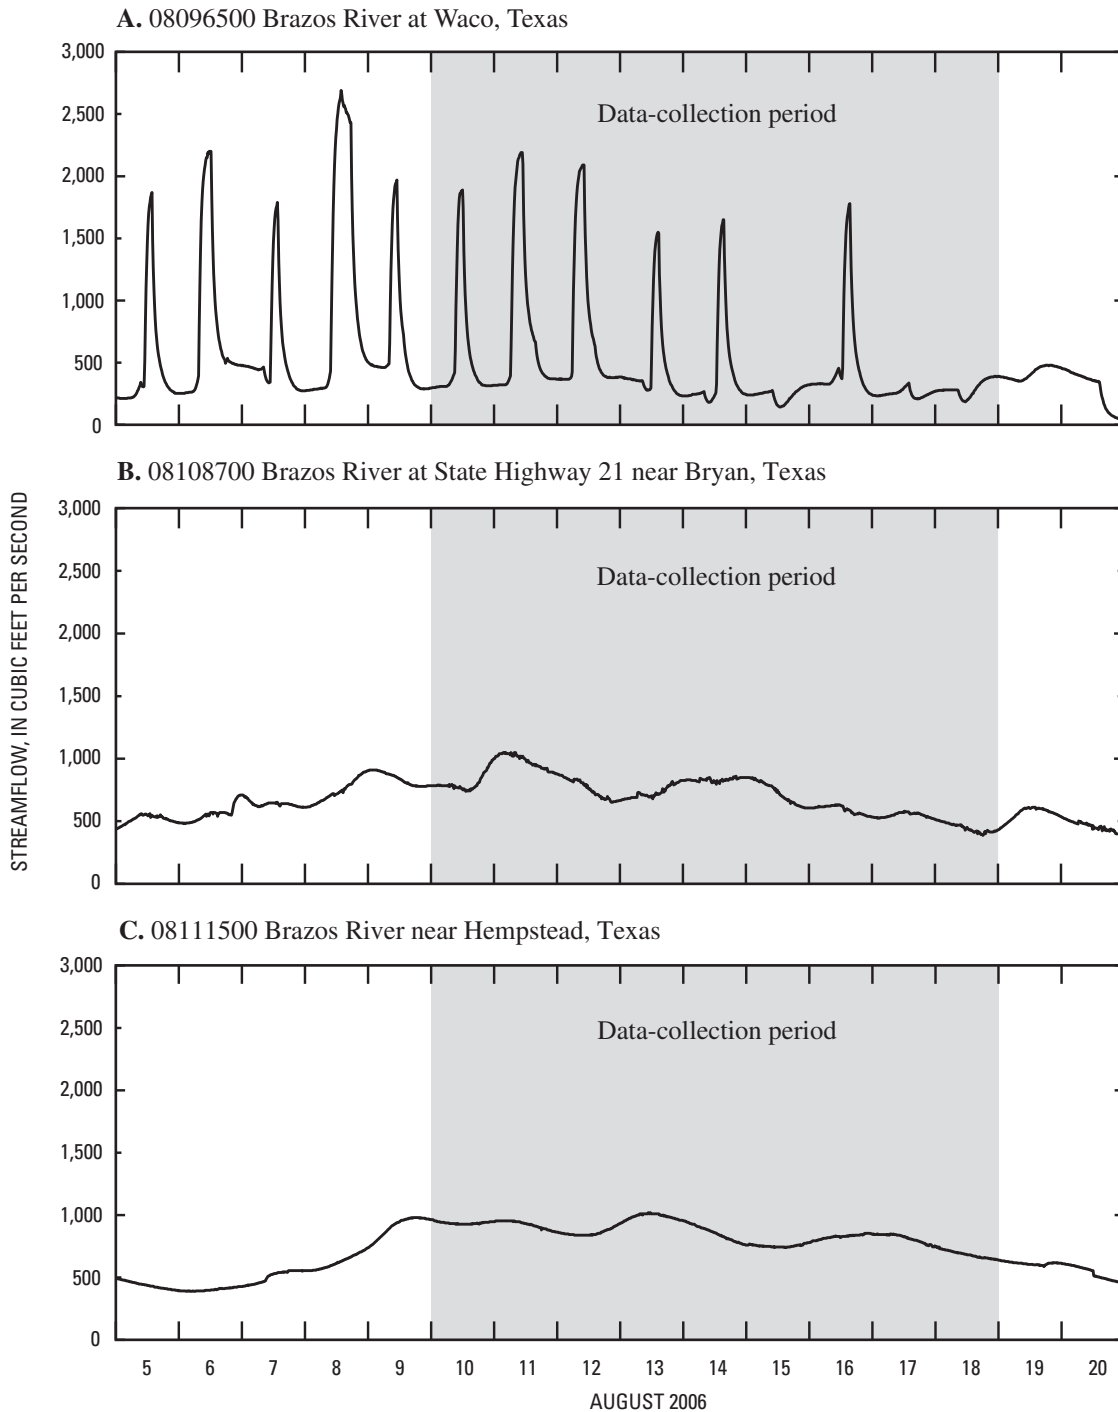 A. 08096500 Brazos River at Waco, Texas
3,000
2,500
2,000
1,500
1,000
500
0
Data-collection period
B. 08108700 Brazos River at State Highway 21 near Bryan, Texas
3,000
2,500
2,000
1,500
1,000
500
0
Data-collection period
STREAMFLOW, IN CUBIC FEET PER SECOND
C. 08111500 Brazos River near Hempstead, Texas
3,000
2,500
2,000
1,500
1,000
500
0
Data-collection period
5 6 7 8 9 10 11 12 13 14 15 16 17 18 19 20
AUGUST 2006